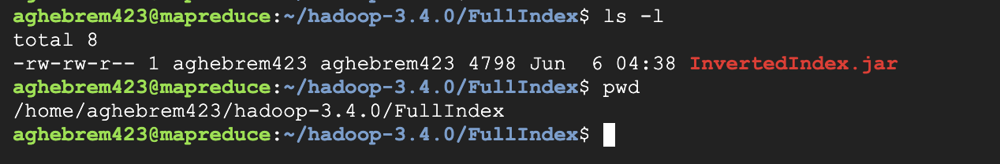 aghebrem423@mapreduce:~/hadoop-3.4.0/FullIndex$ ls -l
total 8
-rw-rw-r-- 1 aghebrem423 aghebrem423 4798 Jun  6 04:38 InvertedIndex.jar
aghebrem423@mapreduce:~/hadoop-3.4.0/FullIndex$ pwd
/home/aghebrem423/hadoop-3.4.0/FullIndex
aghebrem423@mapreduce:~/hadoop-3.4.0/FullIndex$